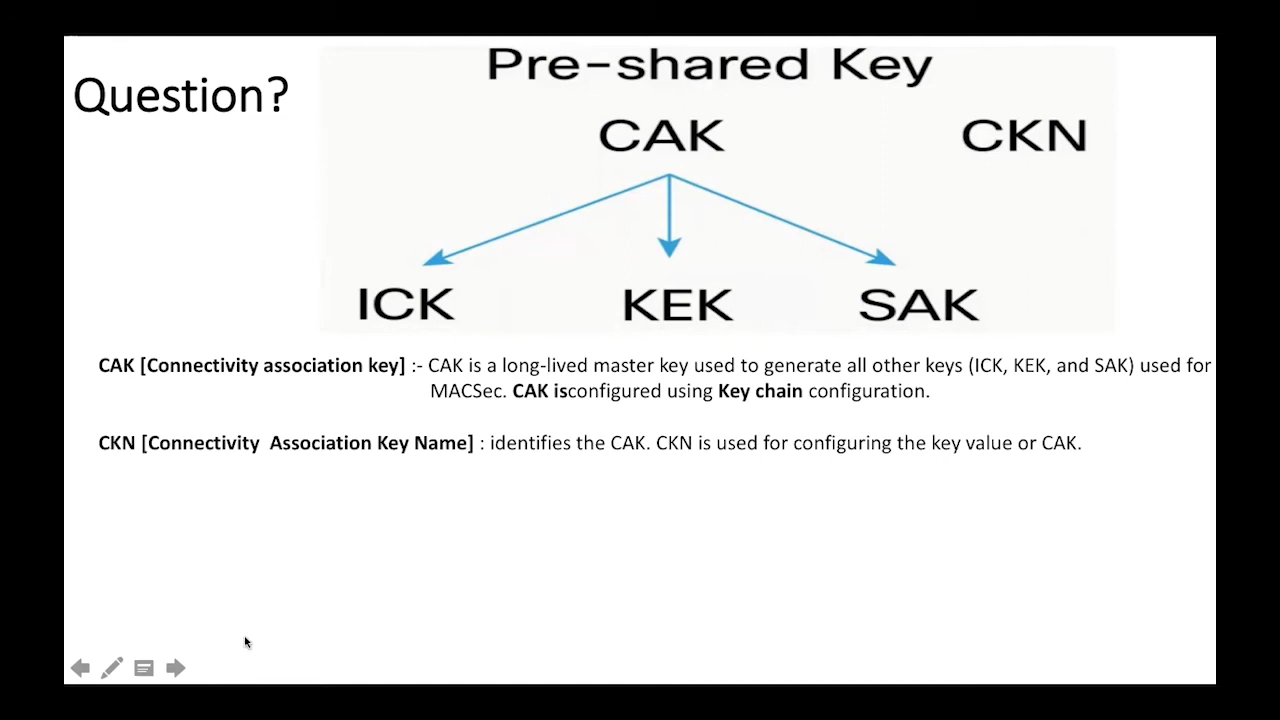 Question?
Pre-shared Key
CAK
CKN
ICK
KEK
SAK
CAK [Connectivity association key] :- CAK is a long-lived master key used to generate all other keys (ICK, KEK, and SAK) used for
MACSec. CAK isconfigured using Key chain configuration.
CKN [Connectivity  Association Key Name] : identifies the CAK. CKN is used for configuring the key value or CAK.